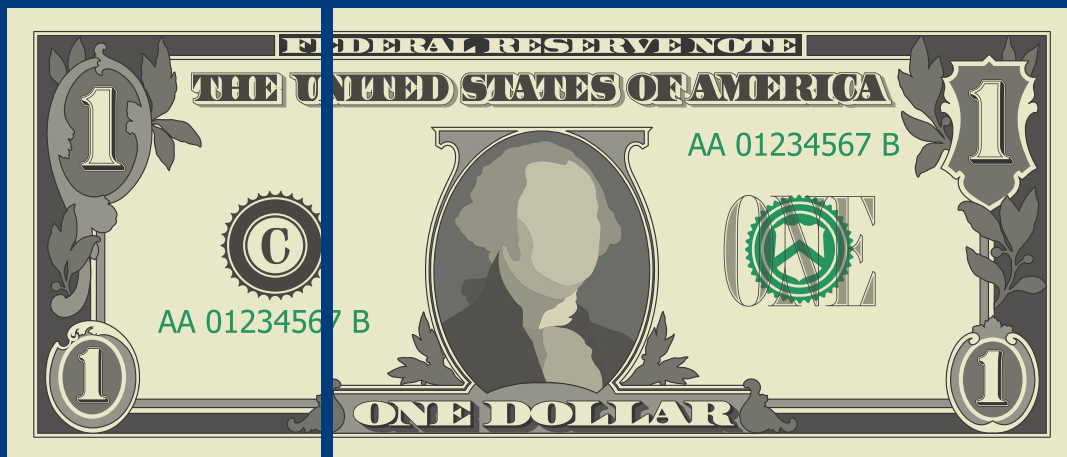 FEDERAL RESERVE NOTE
THE UNITED STATES OF AMERICA
1
1
AA 01234567 B
C
ONE
AA 01234567 B
1
1
ONE DOLLAR